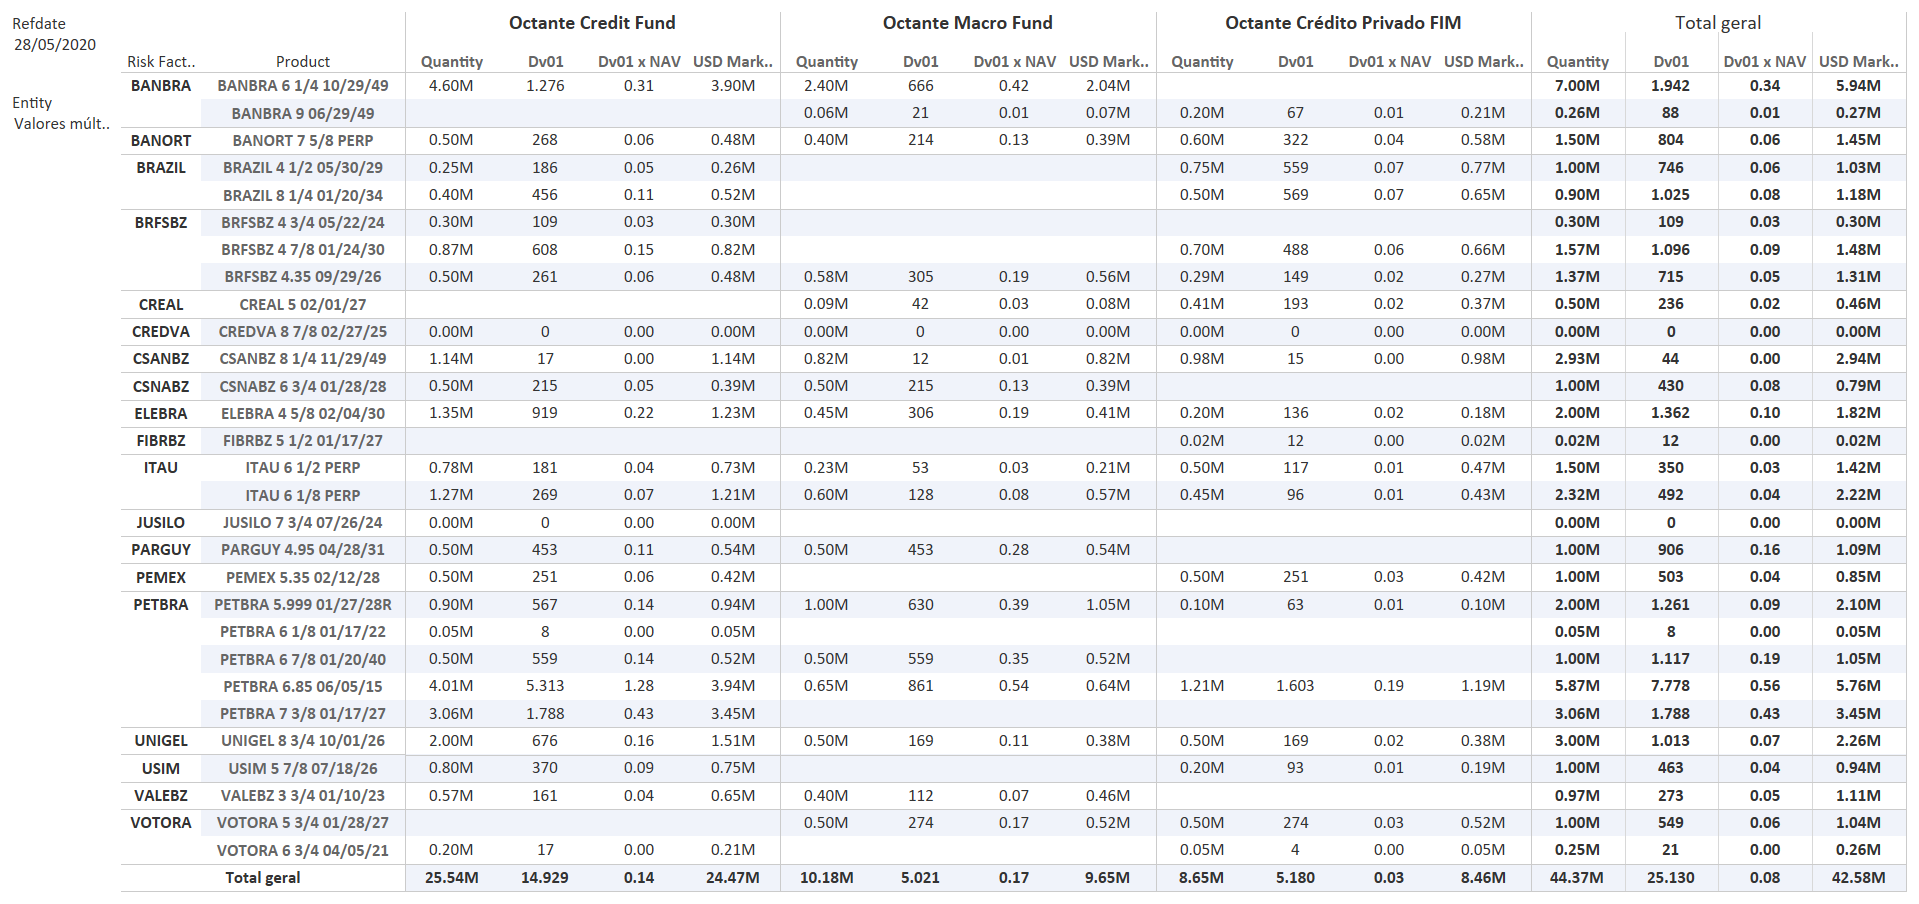 Refdate
28/05/2020
Entity
Valores múlt..
Octante Credit Fund Octante Macro Fund Octante Crédito Privado FIM Total geral
Risk Fact.. Product Quantity Dv01 Dv01 x NAV USD Mark.. Quantity Dv01 Dv01 x NAV USD Mark.. Quantity Dv01 Dv01 x NAV USD Mark.. Quantity Dv01 Dv01 x NAV USD Mark..
BANBRA BANBRA 6 1/4 10/29/49 4.60M 1.276 0.31 3.90M 2.40M 666 0.42 2.04M 7.00M 1.942 0.34 5.94M
BANBRA 9 06/29/49 0.06M 21 0.01 0.07M 0.20M 67 0.01 0.21M 0.26M 88 0.01 0.27M
BANORT BANORT 7 5/8 PERP 0.50M 268 0.06 0.48M 0.40M 214 0.13 0.39M 0.60M 322 0.04 0.58M 1.50M 804 0.06 1.45M
BRAZIL BRAZIL 4 1/2 05/30/29 0.25M 186 0.05 0.26M 0.75M 559 0.07 0.77M 1.00M 746 0.06 1.03M
BRAZIL 8 1/4 01/20/34 0.40M 456 0.11 0.52M 0.50M 569 0.07 0.65M 0.90M 1.025 0.08 1.18M
BRFSBZ BRFSBZ 4 3/4 05/22/24 0.30M 109 0.03 0.30M 0.30M 109 0.03 0.30M
BRFSBZ 4 7/8 01/24/30 0.87M 608 0.15 0.82M 0.70M 488 0.06 0.66M 1.57M 1.096 0.09 1.48M
BRFSBZ 4.35 09/29/26 0.50M 261 0.06 0.48M 0.58M 305 0.19 0.56M 0.29M 149 0.02 0.27M 1.37M 715 0.05 1.31M
CREAL CREAL 5 02/01/27 0.09M 42 0.03 0.08M 0.41M 193 0.02 0.37M 0.50M 236 0.02 0.46M
CREDVA CREDVA 8 7/8 02/27/25 0.00M 0 0.00 0.00M 0.00M 0 0.00 0.00M 0.00M 0 0.00 0.00M 0.00M 0 0.00 0.00M
CSANBZ CSANBZ 8 1/4 11/29/49 1.14M 17 0.00 1.14M 0.82M 12 0.01 0.82M 0.98M 15 0.00 0.98M 2.93M 44 0.00 2.94M
CSNABZ CSNABZ 6 3/4 01/28/28 0.50M 215 0.05 0.39M 0.50M 215 0.13 0.39M 1.00M 430 0.08 0.79M
ELEBRA ELEBRA 4 5/8 02/04/30 1.35M 919 0.22 1.23M 0.45M 306 0.19 0.41M 0.20M 136 0.02 0.18M 2.00M 1.362 0.10 1.82M
FIBRBZ FIBRBZ 5 1/2 01/17/27 0.02M 12 0.00 0.02M 0.02M 12 0.00 0.02M
ITAU ITAU 6 1/2 PERP 0.78M 181 0.04 0.73M 0.23M 53 0.03 0.21M 0.50M 117 0.01 0.47M 1.50M 350 0.03 1.42M
ITAU 6 1/8 PERP 1.27M 269 0.07 1.21M 0.60M 128 0.08 0.57M 0.45M 96 0.01 0.43M 2.32M 492 0.04 2.22M
JUSILO JUSILO 7 3/4 07/26/24 0.00M 0 0.00 0.00M 0.00M 0 0.00 0.00M
PARGUY PARGUY 4.95 04/28/31 0.50M 453 0.11 0.54M 0.50M 453 0.28 0.54M 1.00M 906 0.16 1.09M
PEMEX PEMEX 5.35 02/12/28 0.50M 251 0.06 0.42M 0.50M 251 0.03 0.42M 1.00M 503 0.04 0.85M
PETBRA PETBRA 5.999 01/27/28R 0.90M 567 0.14 0.94M 1.00M 630 0.39 1.05M 0.10M 63 0.01 0.10M 2.00M 1.261 0.09 2.10M
PETBRA 6 1/8 01/17/22 0.05M 8 0.00 0.05M 0.05M 8 0.00 0.05M
PETBRA 6 7/8 01/20/40 0.50M 559 0.14 0.52M 0.50M 559 0.35 0.52M 1.00M 1.117 0.19 1.05M
PETBRA 6.85 06/05/15 4.01M 5.313 1.28 3.94M 0.65M 861 0.54 0.64M 1.21M 1.603 0.19 1.19M 5.87M 7.778 0.56 5.76M
PETBRA 7 3/8 01/17/27 3.06M 1.788 0.43 3.45M 3.06M 1.788 0.43 3.45M
UNIGEL UNIGEL 8 3/4 10/01/26 2.00M 676 0.16 1.51M 0.50M 169 0.11 0.38M 0.50M 169 0.02 0.38M 3.00M 1.013 0.07 2.26M
USIM USIM 5 7/8 07/18/26 0.80M 370 0.09 0.75M 0.20M 93 0.01 0.19M 1.00M 463 0.04 0.94M
VALEBZ VALEBZ 3 3/4 01/10/23 0.57M 161 0.04 0.65M 0.40M 112 0.07 0.46M 0.97M 273 0.05 1.11M
VOTORA VOTORA 5 3/4 01/28/27 0.50M 274 0.17 0.52M 0.50M 274 0.03 0.52M 1.00M 549 0.06 1.04M
VOTORA 6 3/4 04/05/21 0.20M 17 0.00 0.21M 0.05M 4 0.00 0.05M 0.25M 21 0.00 0.26M
Total geral 25.54M 14.929 0.14 24.47M 10.18M 5.021 0.17 9.65M 8.65M 5.180 0.03 8.46M 44.37M 25.130 0.08 42.58M